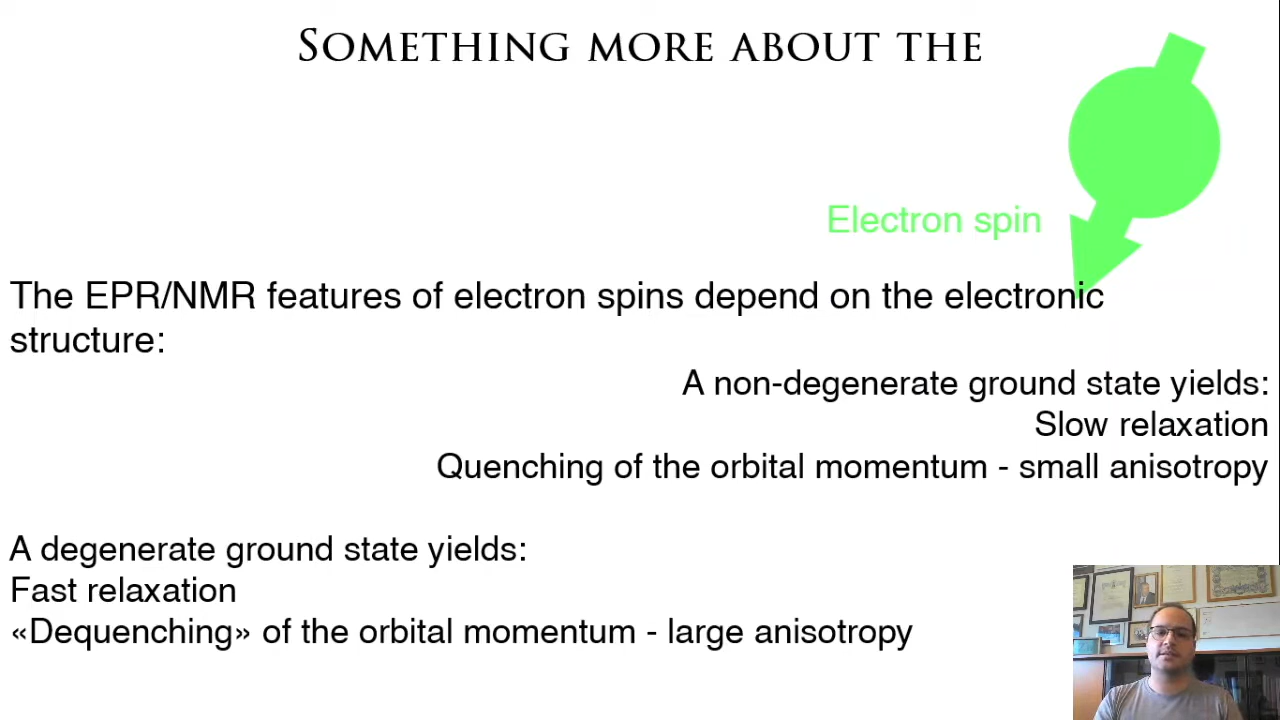 SOMETHING MORE ABOUT THE
Electron spin
The EPR/NMR features of electron spins depend on the electronic
structure:
A non-degenerate ground state yields:
Slow relaxation
Quenching of the orbital momentum - small anisotropy
A degenerate ground state yields:
Fast relaxation
«Dequenching» of the orbital momentum - large anisotropy